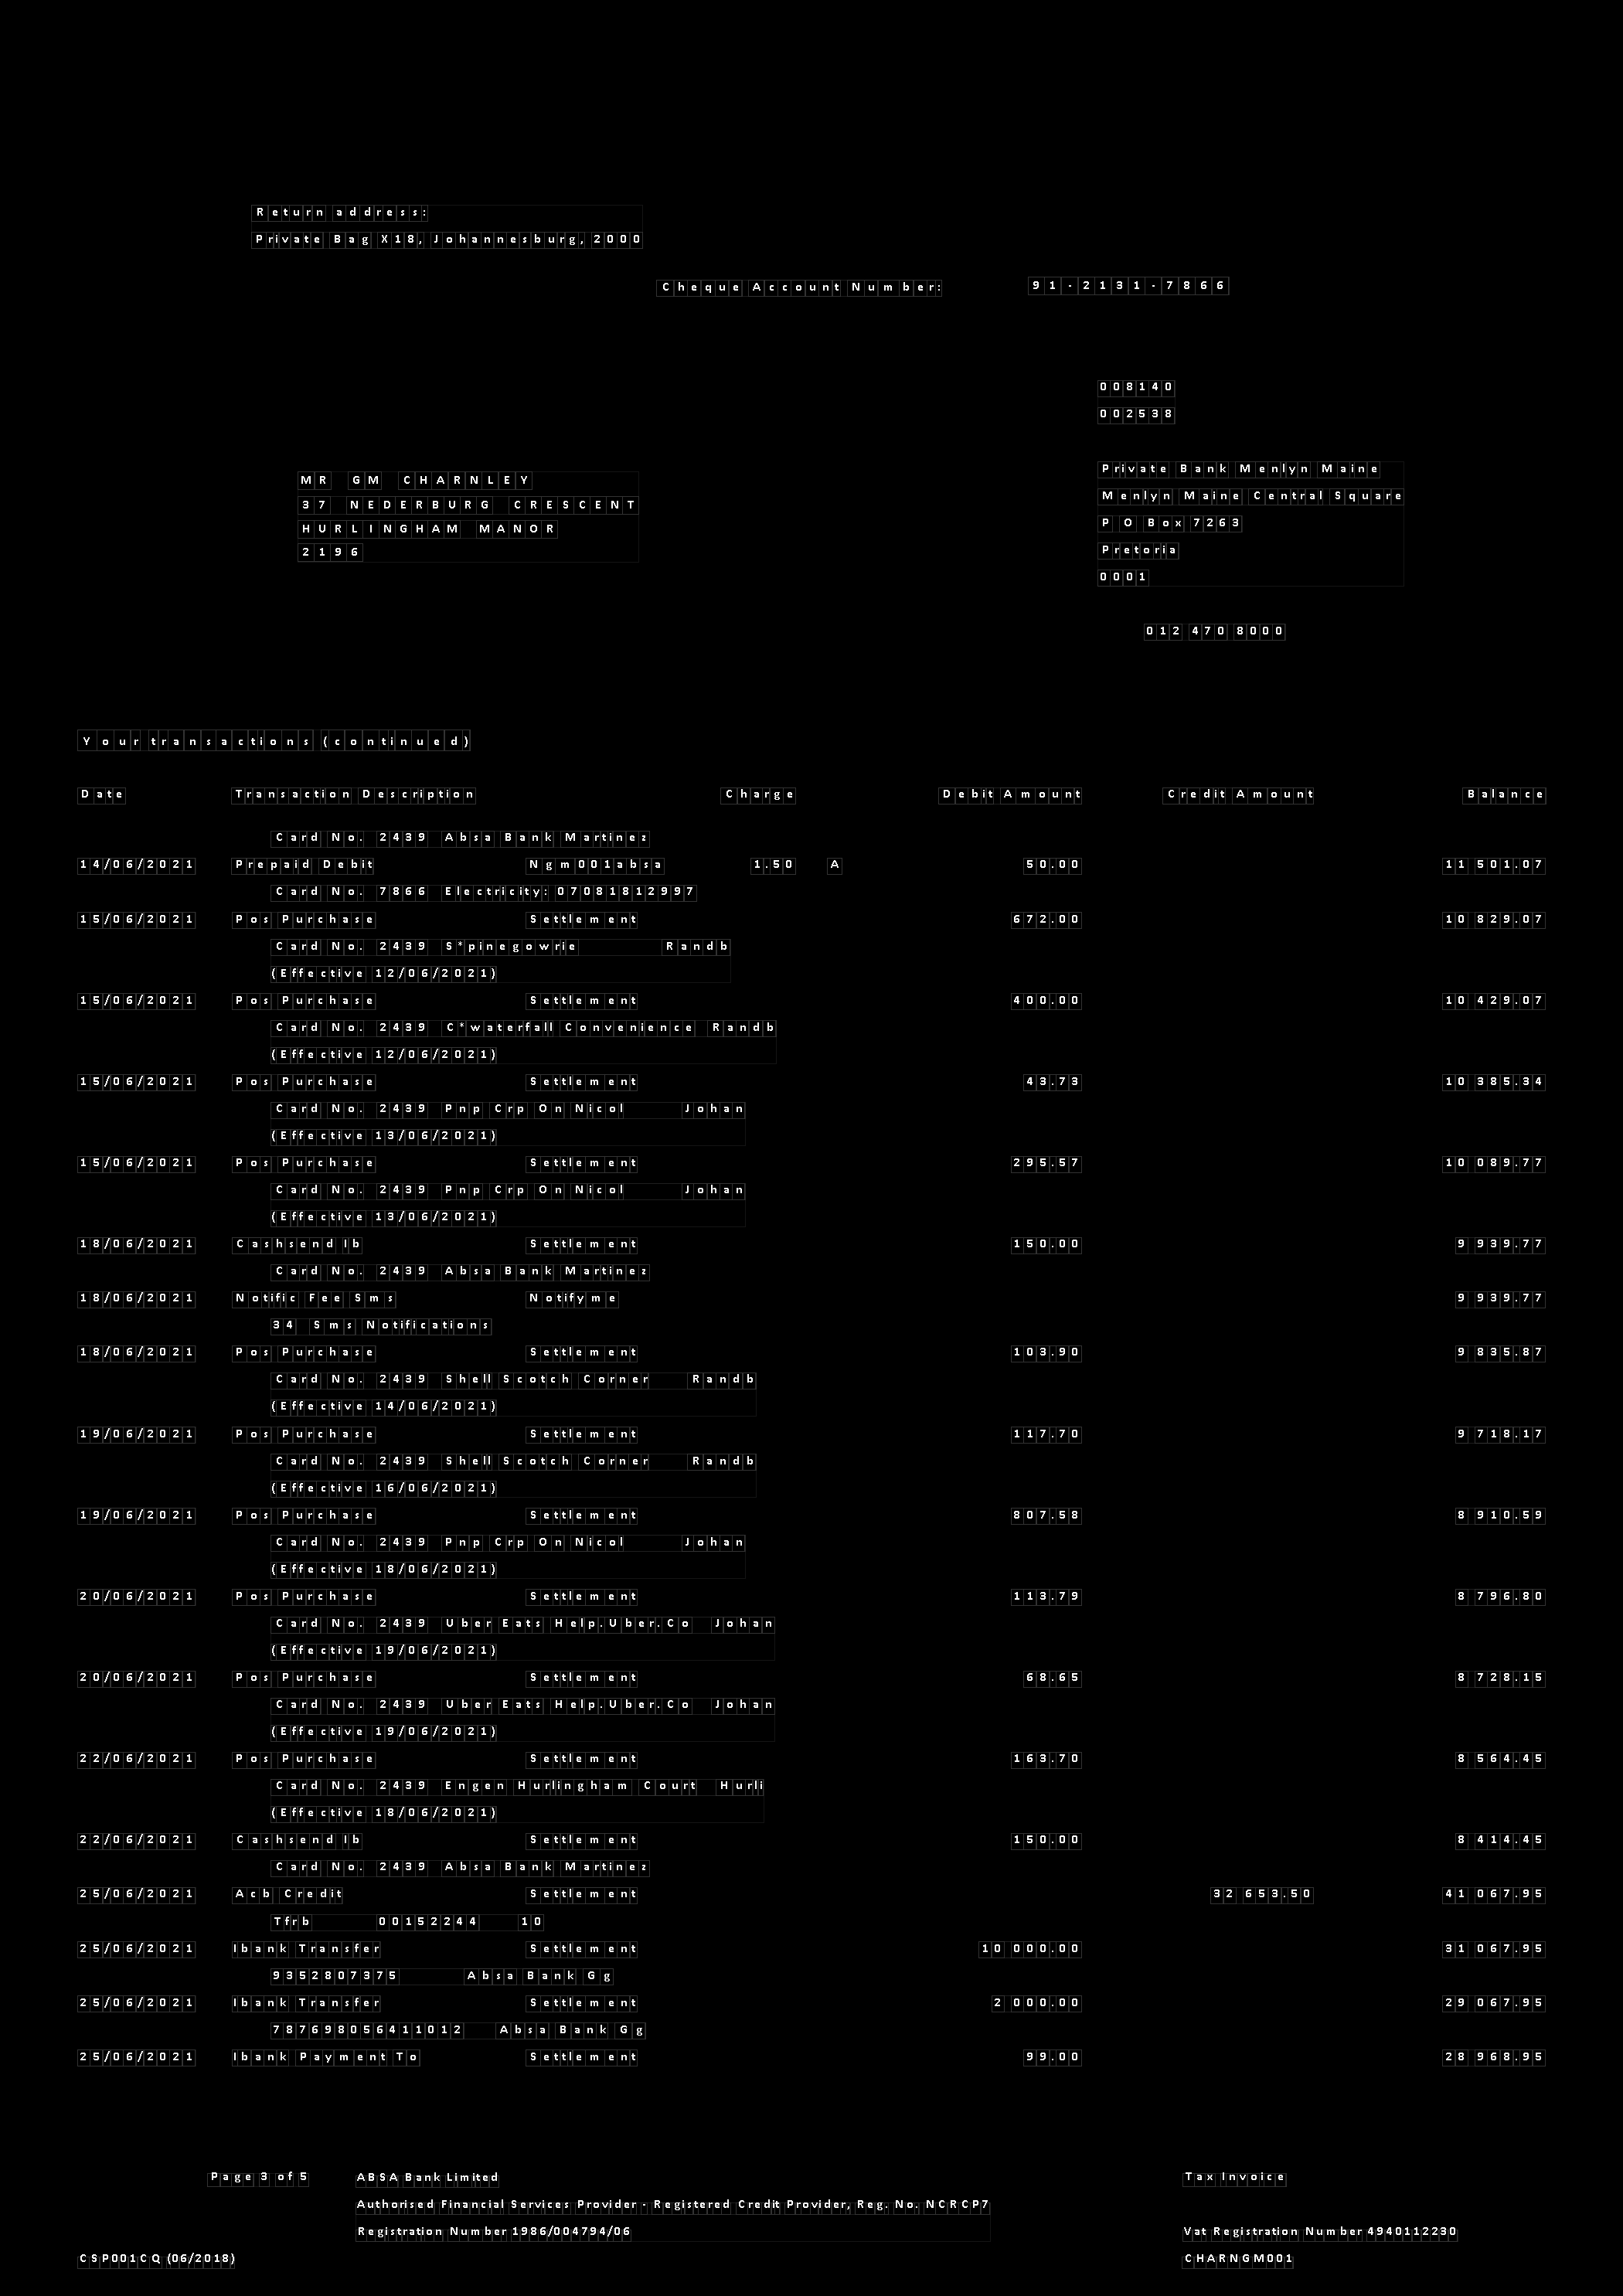 Return address:
Private Bag X18, Johannesburg, 2000
Cheque Account Number: 91-2131-7866
008140
002538
MR GM CHARNLEY
37 NEDERBURG CRESCENT
HURLINGHAM MANOR
2196
Private Bank Menlyn Maine
Menlyn Maine Central Square
P O Box 7263
Pretoria
0001
012 470 8000
Your transactions (continued)
Date Transaction Description Charge Debit Amount Credit Amount Balance
Card No. 2439 Absa Bank Martinez
14/06/2021 Prepaid Debit Ngm001absa 1.50 A 50.00 11 501.07
Card No. 7866 Electricity: 07081812997
15/06/2021 Pos Purchase Settlement 672.00 10 829.07
Card No. 2439 S*pinegowrie Randb
(Effective 12/06/2021)
15/06/2021 Pos Purchase Settlement 400.00 10 429.07
Card No. 2439 C*waterfall Convenience Randb
(Effective 12/06/2021)
15/06/2021 Pos Purchase Settlement 43.73 10 385.34
Card No. 2439 Pnp Crp On Nicol Johan
(Effective 13/06/2021)
15/06/2021 Pos Purchase Settlement 295.57 10 089.77
Card No. 2439 Pnp Crp On Nicol Johan
(Effective 13/06/2021)
18/06/2021 Cashsend Ib Settlement 150.00 9 939.77
Card No. 2439 Absa Bank Martinez
18/06/2021 Notific Fee Sms Notifyme 9 939.77
34 Sms Notifications
18/06/2021 Pos Purchase Settlement 103.90 9 835.87
Card No. 2439 Shell Scotch Corner Randb
(Effective 14/06/2021)
19/06/2021 Pos Purchase Settlement 117.70 9 718.17
Card No. 2439 Shell Scotch Corner Randb
(Effective 16/06/2021)
19/06/2021 Pos Purchase Settlement 807.58 8 910.59
Card No. 2439 Pnp Crp On Nicol Johan
(Effective 18/06/2021)
20/06/2021 Pos Purchase Settlement 113.79 8 796.80
Card No. 2439 Uber Eats Help.Uber.Co Johan
(Effective 19/06/2021)
20/06/2021 Pos Purchase Settlement 68.65 8 728.15
Card No. 2439 Uber Eats Help.Uber.Co Johan
(Effective 19/06/2021)
22/06/2021 Pos Purchase Settlement 163.70 8 564.45
Card No. 2439 Engen Hurlingham Court Hurli
(Effective 18/06/2021)
22/06/2021 Cashsend Ib Settlement 150.00 8 414.45
Card No. 2439 Absa Bank Martinez
25/06/2021 Acb Credit Settlement 32 653.50 41 067.95
Tfrb 00152244 10
25/06/2021 Ibank Transfer Settlement 10 000.00 31 067.95
9352807375 Absa Bank Gg
25/06/2021 Ibank Transfer Settlement 2 000.00 29 067.95
787698056411012 Absa Bank Gg
25/06/2021 Ibank Payment To Settlement 99.00 28 968.95
Page 3 of 5 ABSA Bank Limited Tax Invoice
Authorised Financial Services Provider - Registered Credit Provider, Reg. No. NCRCP7
Registration Number 1986/004794/06 Vat Registration Number 4940112230
CSP001CQ (06/2018) CHARNGM001